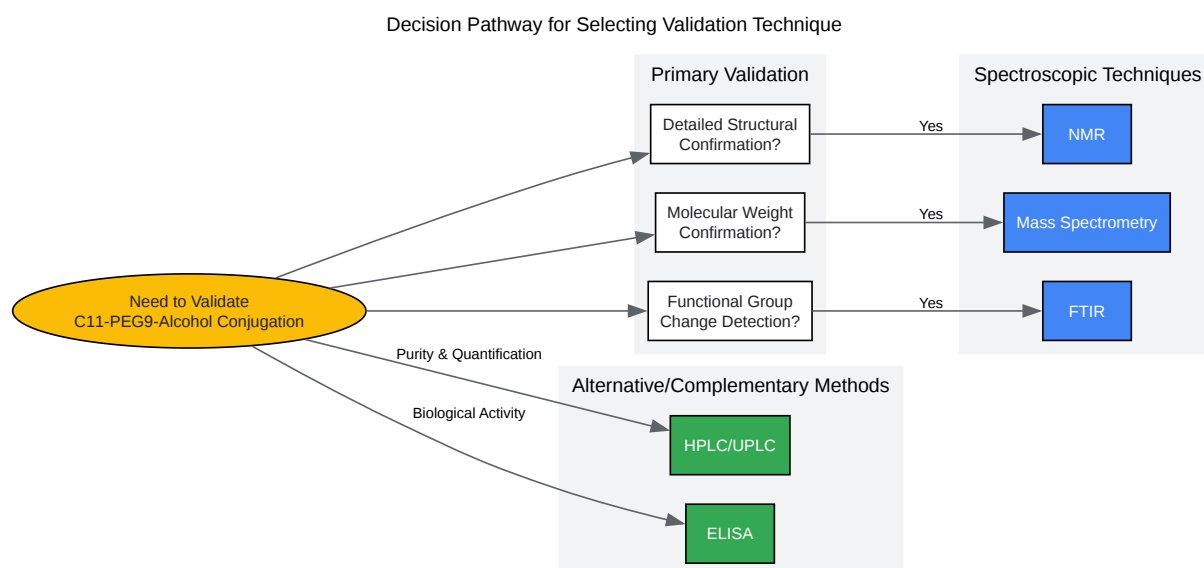 Decision Pathway for Selecting Validation Technique
Primary Validation
Spectroscopic Techniques
Detailed Structural
Confirmation?
Yes
NMR
Molecular Weight
Confirmation?
Yes
Mass Spectrometry
Need to Validate
C11-PEG9-Alcohol Conjugation
Functional Group
Change Detection?
Yes
FTIR
Purity & Quantification
Alternative/Complementary Methods
Biological Activity
HPLC/UPLC
ELISA